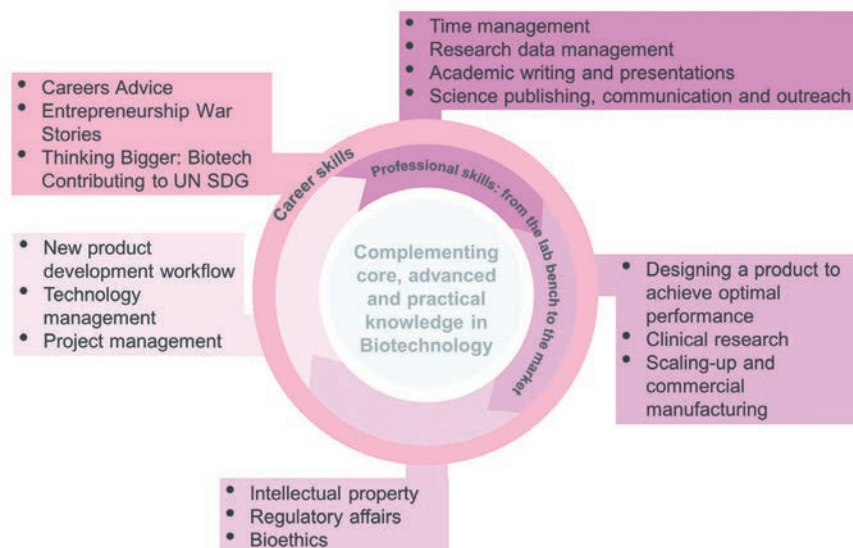 • Time management
• Research data management
• Academic writing and presentations
• Science publishing, communication and outreach
• Careers Advice
• Entrepreneurship War
Stories
• Thinking Bigger: Biotech
Contributing to UN SDG
Career skills
Professional skills: from the lab bench to the market
Complementing
core, advanced
and practical
knowledge in
Biotechnology
• New product
development workflow
• Technology
management
• Project management
• Designing a product to
achieve optimal
performance
• Clinical research
• Scaling-up and
commercial
manufacturing
• Intellectual property
• Regulatory affairs
• Bioethics